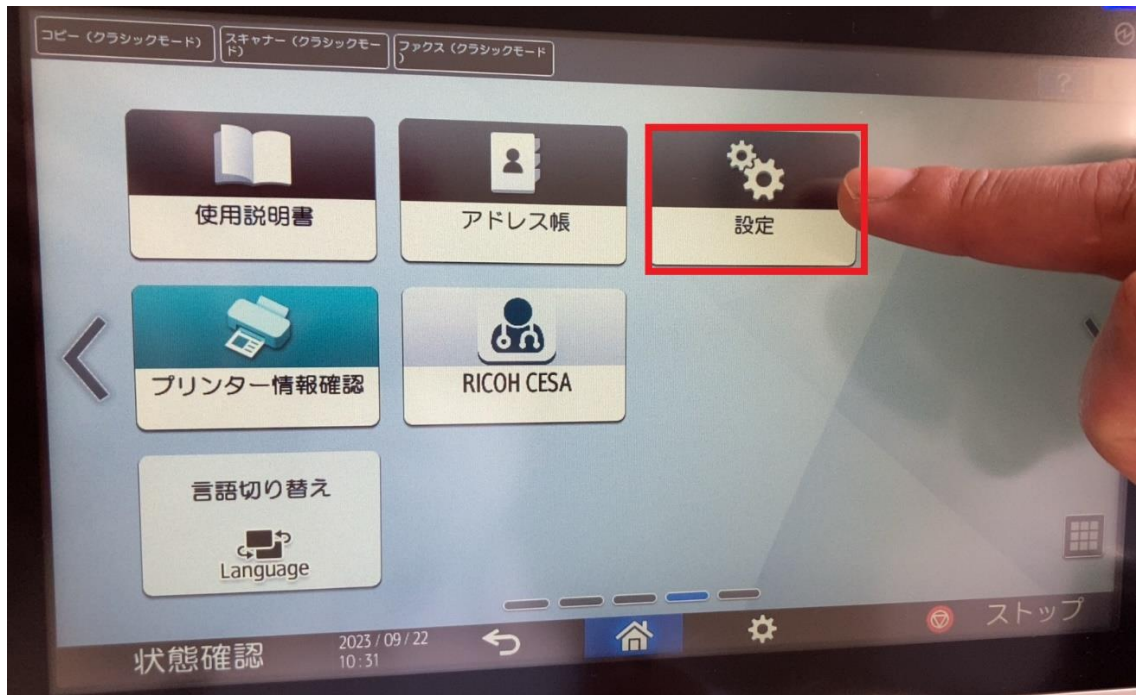 コピー（クラシックモード）
スキャナー（クラシックモー
ド）
ファクス（クラシックモード
）
?
使用説明書
アドレス帳
設定
プリンター情報確認
RICOH CESA
言語切り替え
Language
状態確認
2023 / 09 / 22
10 : 31
ストップ